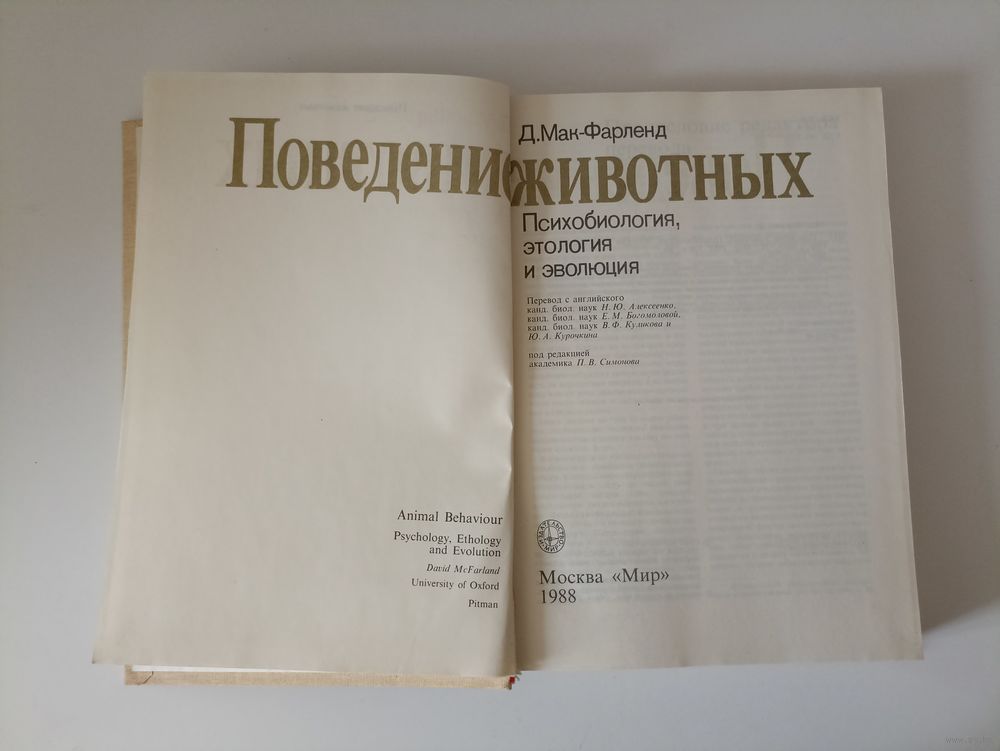 Поведение животных
Animal Behaviour
Psychology, Ethology
and Evolution
David McFarland
University of Oxford
Pitman
Д.Мак-Фарленд
Психобиология,
этология
и эволюция
Перевод с английского
канд. биол. наук Н. Ю. Алексеенко,
канд. биол. наук Е. М. Богомоловой,
канд. биол. наук В. Ф. Куликова и
Ю. А. Курочкина
под редакцией
академика П. В. Симонова
ИЗДАТЕЛЬСТВО МИР
Москва «Мир»
1988